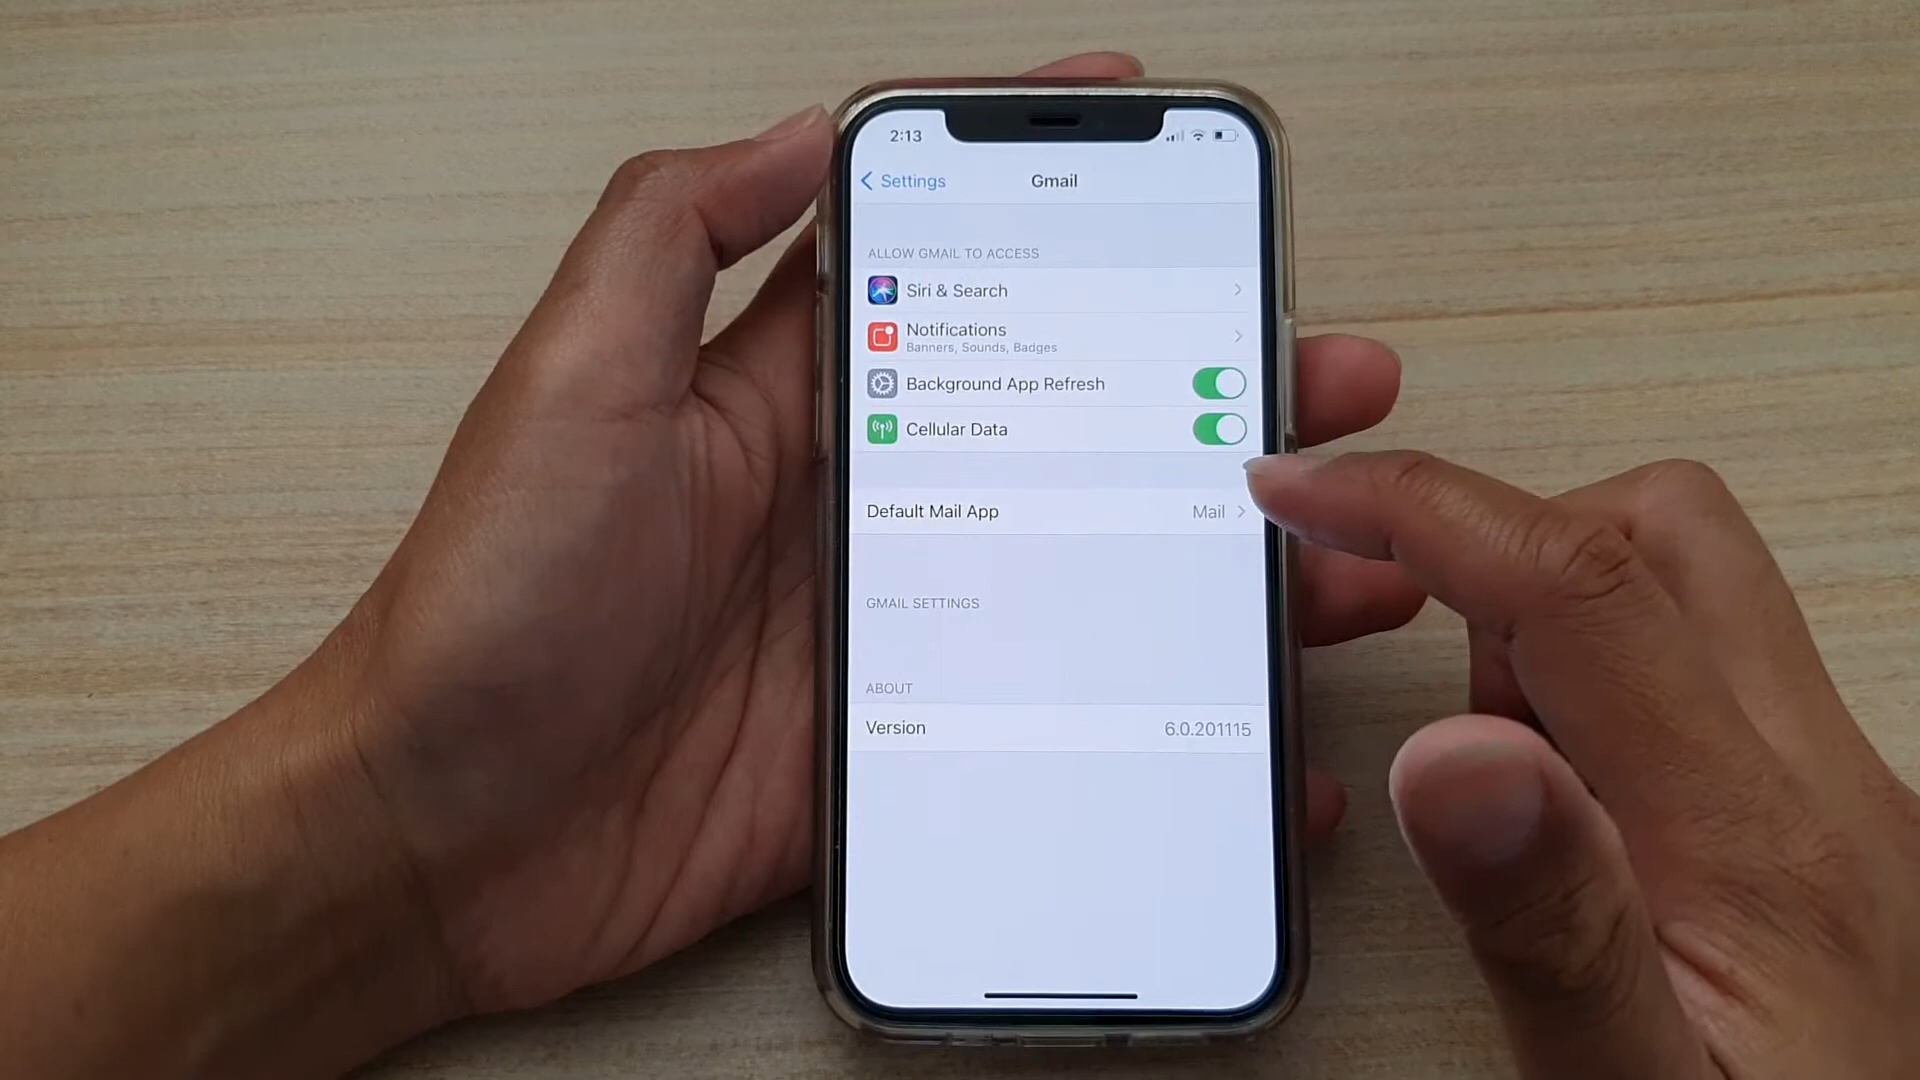 2:13
Settings
Gmail
ALLOW GMAIL TO ACCESS
Siri & Search
Notifications
Banners, Sounds, Badges
Background App Refresh
Cellular Data
Default Mail App
Mail
GMAIL SETTINGS
ABOUT
Version
6.0.201115